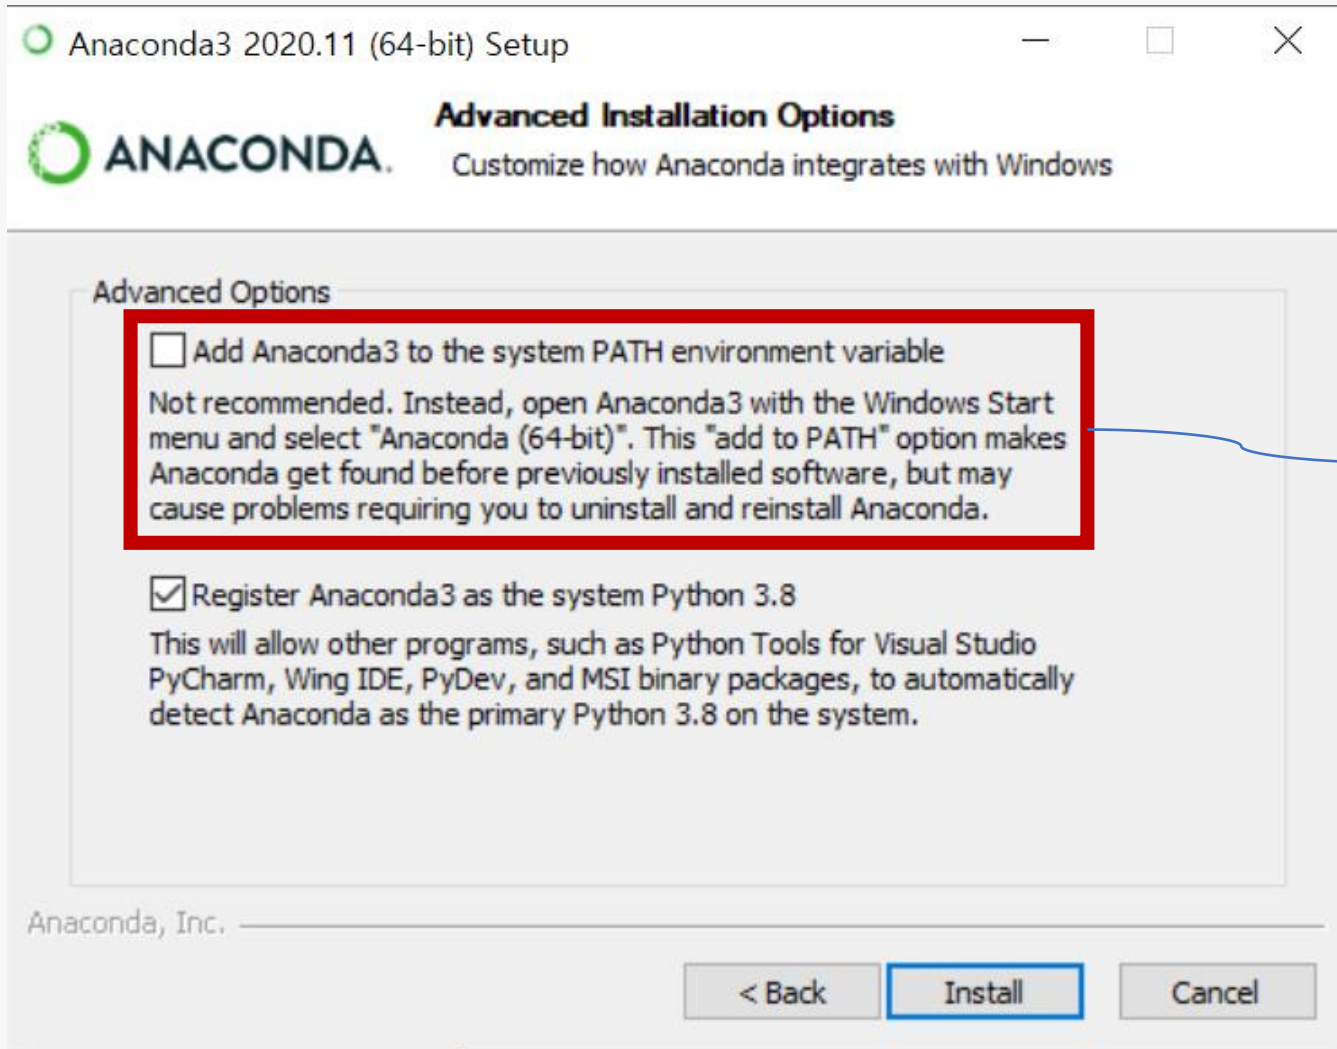 Anaconda3 2020.11 (64-bit) Setup
ANACONDA.
Advanced Installation Options
Customize how Anaconda integrates with Windows
Advanced Options
Add Anaconda3 to the system PATH environment variable
Not recommended. Instead, open Anaconda3 with the Windows Start
menu and select "Anaconda (64-bit)". This "add to PATH" option makes
Anaconda get found before previously installed software, but may
cause problems requiring you to uninstall and reinstall Anaconda.
Register Anaconda3 as the system Python 3.8
This will allow other programs, such as Python Tools for Visual Studio
PyCharm, Wing IDE, PyDev, and MSI binary packages, to automatically
detect Anaconda as the primary Python 3.8 on the system.
Anaconda, Inc.
< Back
Install
Cancel